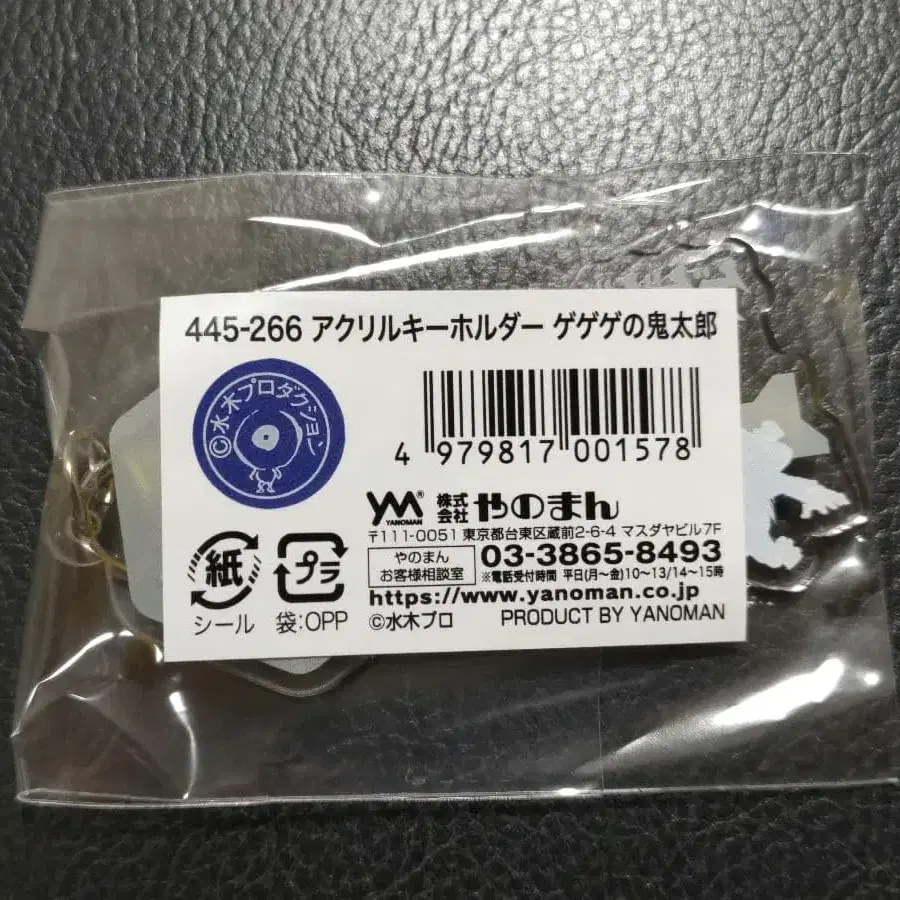 445-266 アクリルキーホルダー ゲゲゲの鬼太郎
©水木プロダクション
4 979817 001578
YM® YANOMAN 株式会社 やのまん
〒111-0051 東京都台東区蔵前2-6-4 マスダヤビル7F
やのまん お客様相談室 03-3865-8493
※電話受付時間 平日(月~金)10~13/14~15時
https://www.yanoman.co.jp
紙 プラ
シール 袋:OPP ©水木プロ PRODUCT BY YANOMAN